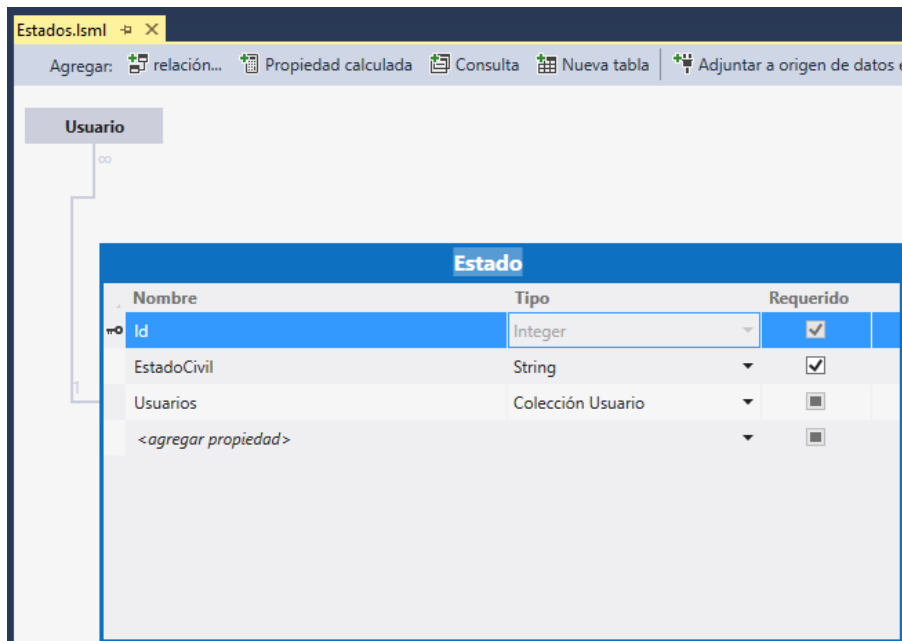 Estados.lsml
Agregar: relación... Propiedad calculada Consulta Nueva tabla Adjuntar a origen de datos e
Usuario
∞
Estado
Nombre Tipo Requerido
Id Integer
EstadoCivil String
1
Usuarios Colección Usuario
<agregar propiedad>